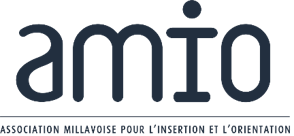 amio
ASSOCIATION MILLAVOISE POUR L'INSERTION ET L'ORIENTATION